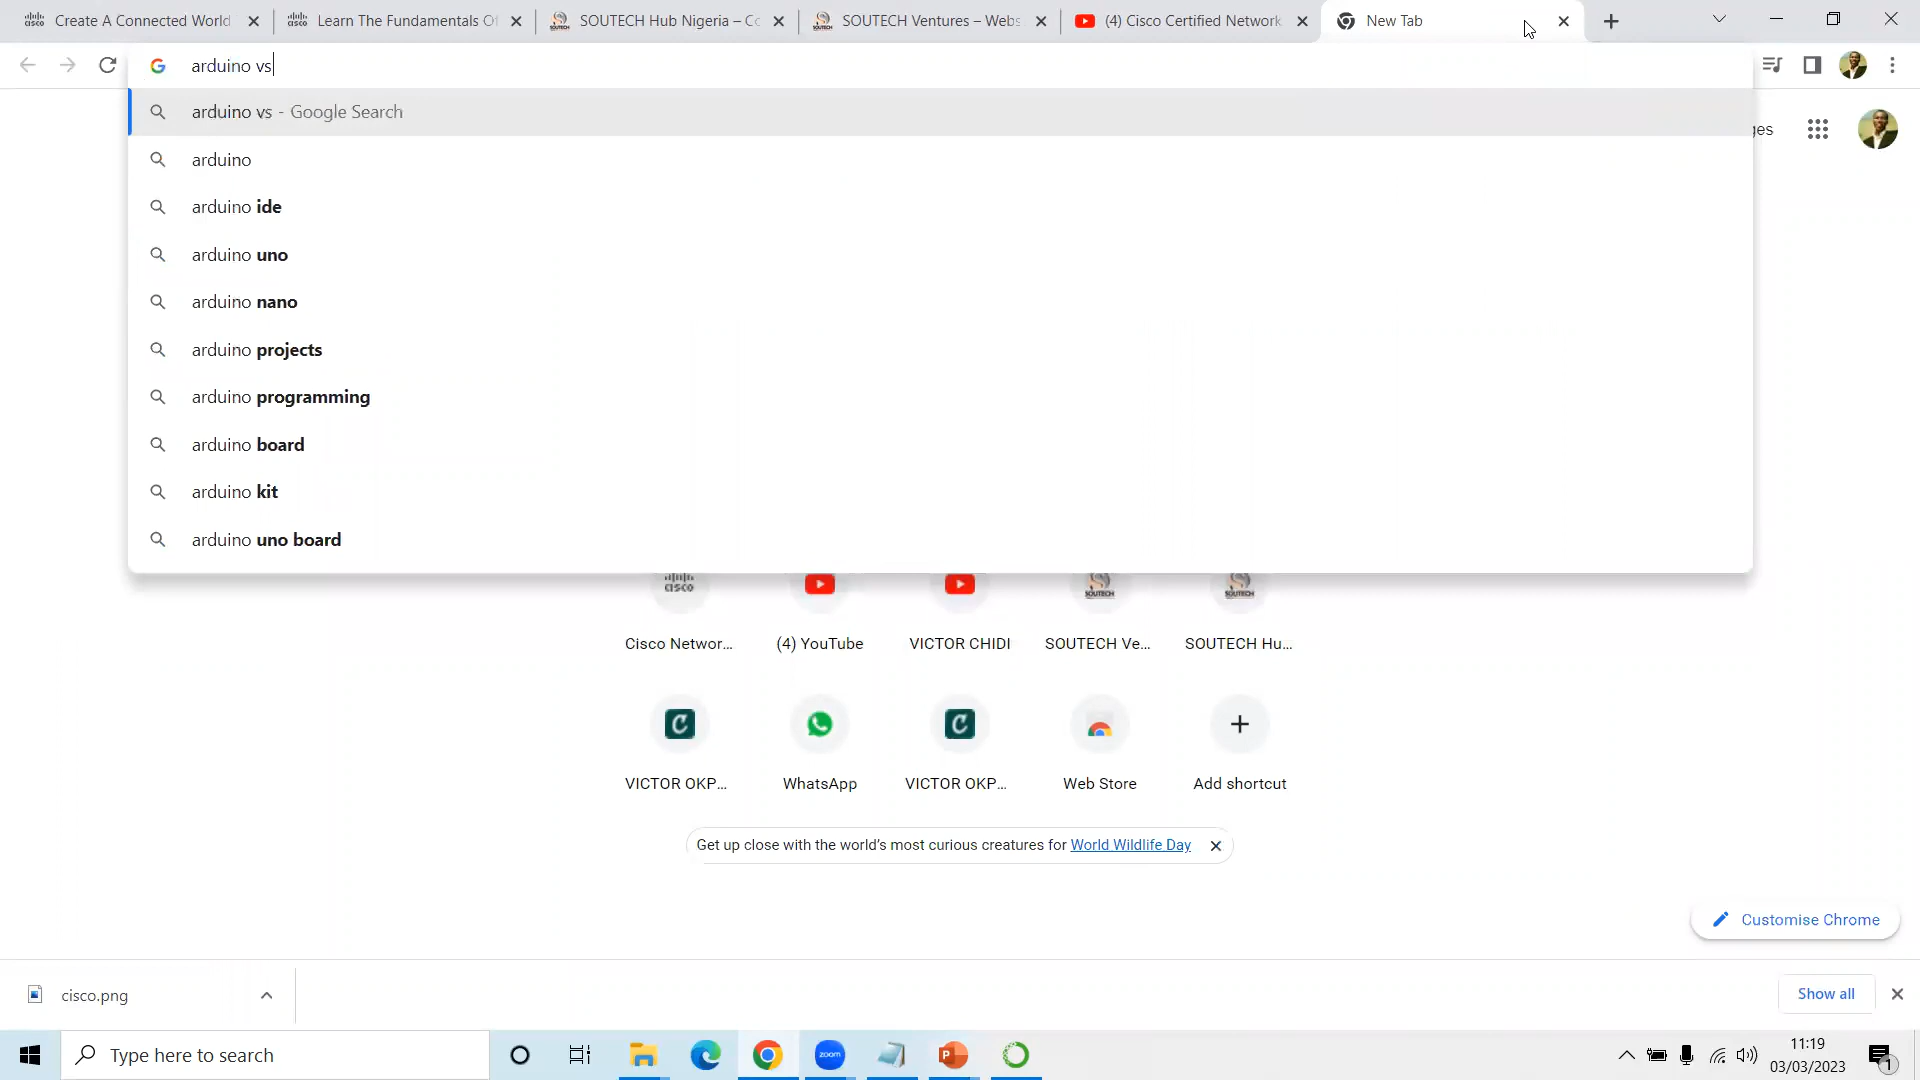 Create A Connected World
Learn The Fundamentals Of
SOUTECH Hub Nigeria – Co
SOUTECH Ventures – Webs
(4) Cisco Certified Network
New Tab
arduino vs
arduino vs - Google Search
arduino
arduino ide
arduino uno
arduino nano
arduino projects
arduino programming
arduino board
arduino kit
arduino uno board
ges
Cisco Networ...
(4) YouTube
VICTOR CHIDI
SOUTECH Ve...
SOUTECH Hu...
VICTOR OKP...
WhatsApp
VICTOR OKP...
Web Store
Add shortcut
Get up close with the world's most curious creatures for World Wildlife Day
Customise Chrome
cisco.png
Show all
Type here to search
zoom
11:19
03/03/2023
1